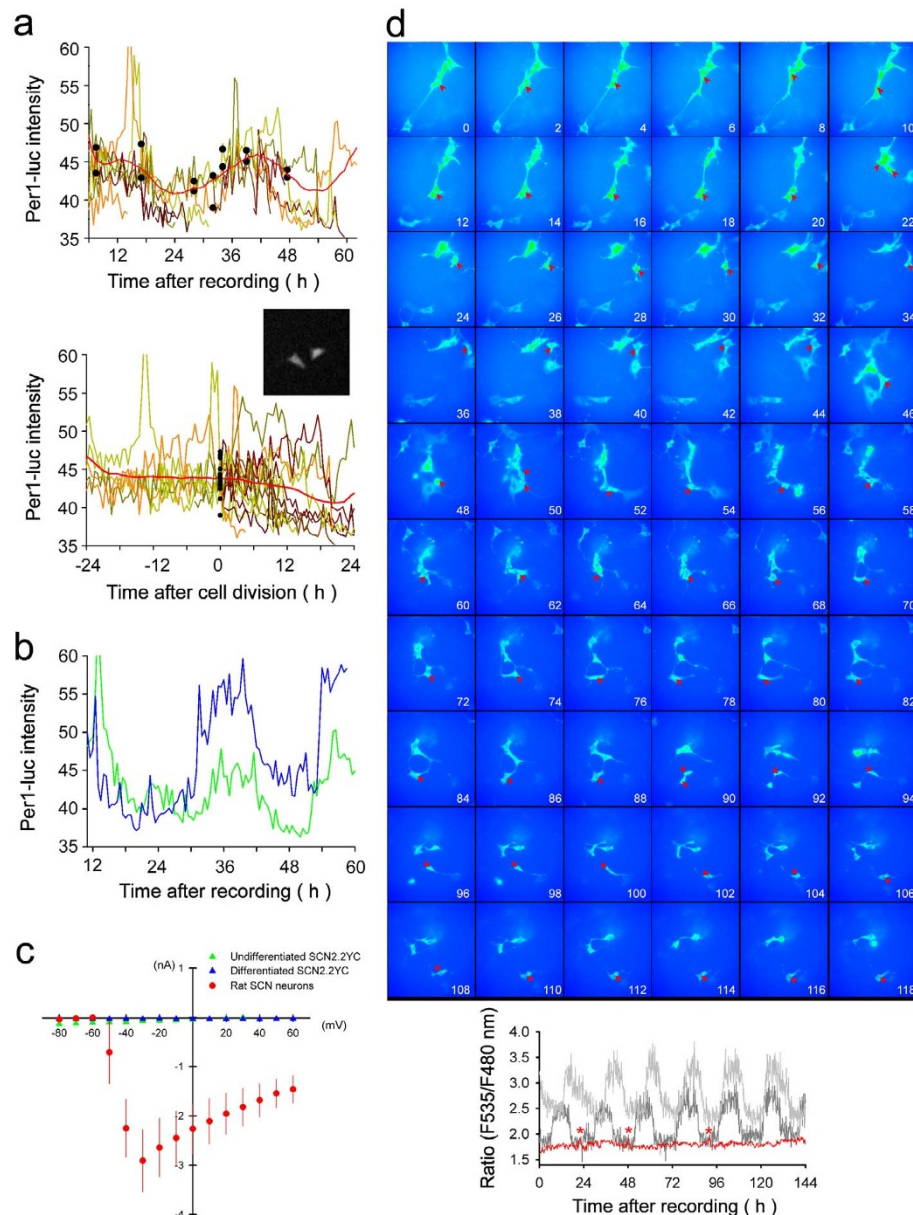 a
60
55
50
45
40
35
Per1-luc intensity
12 24 36 48 60
Time after recording ( h )
60
55
50
45
40
35
Per1-luc intensity
-24 -12 0 12 24
Time after cell division ( h )
b
60
55
50
45
40
35
Per1-luc intensity
12 24 36 48 60
Time after recording ( h )
c
(nA)
1
Undifferentiated SCN2.2YC
Differentiated SCN2.2YC
Rat SCN neurons
-80 -60 -40 -20 20 40 60
(mV)
-1
-2
-3
-4
d
0 2 4 6 8 10
12 14 16 18 20 22
24 26 28 30 32 34
36 38 40 42 44 46
48 50 52 54 56 58
60 62 64 66 68 70
72 74 76 78 80 82
84 86 88 90 92 94
96 98 100 102 104 106
108 110 112 114 116 118
4.0
3.5
3.0
2.5
2.0
1.5
Ratio (F535/F480 nm)
* * *
0 24 48 72 96 120 144
Time after recording ( h )